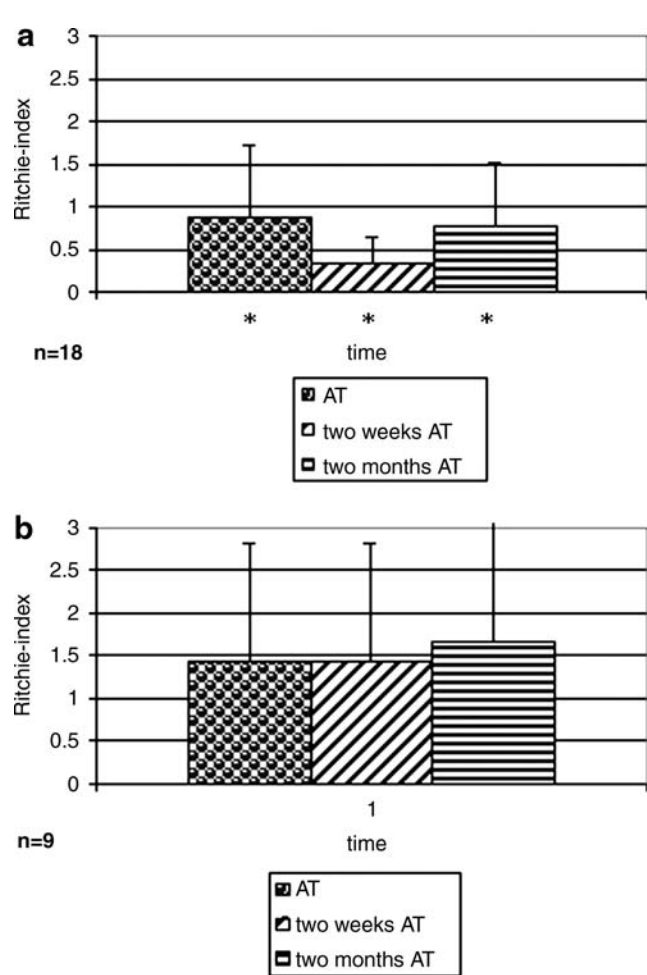 a
3
2.5
2
1.5
1
0.5
0
Ritchie-index
* * *
n=18
time
AT
two weeks AT
two months AT
b
3
2.5
2
1.5
1
0.5
0
Ritchie-index
1
n=9
time
AT
two weeks AT
two months AT